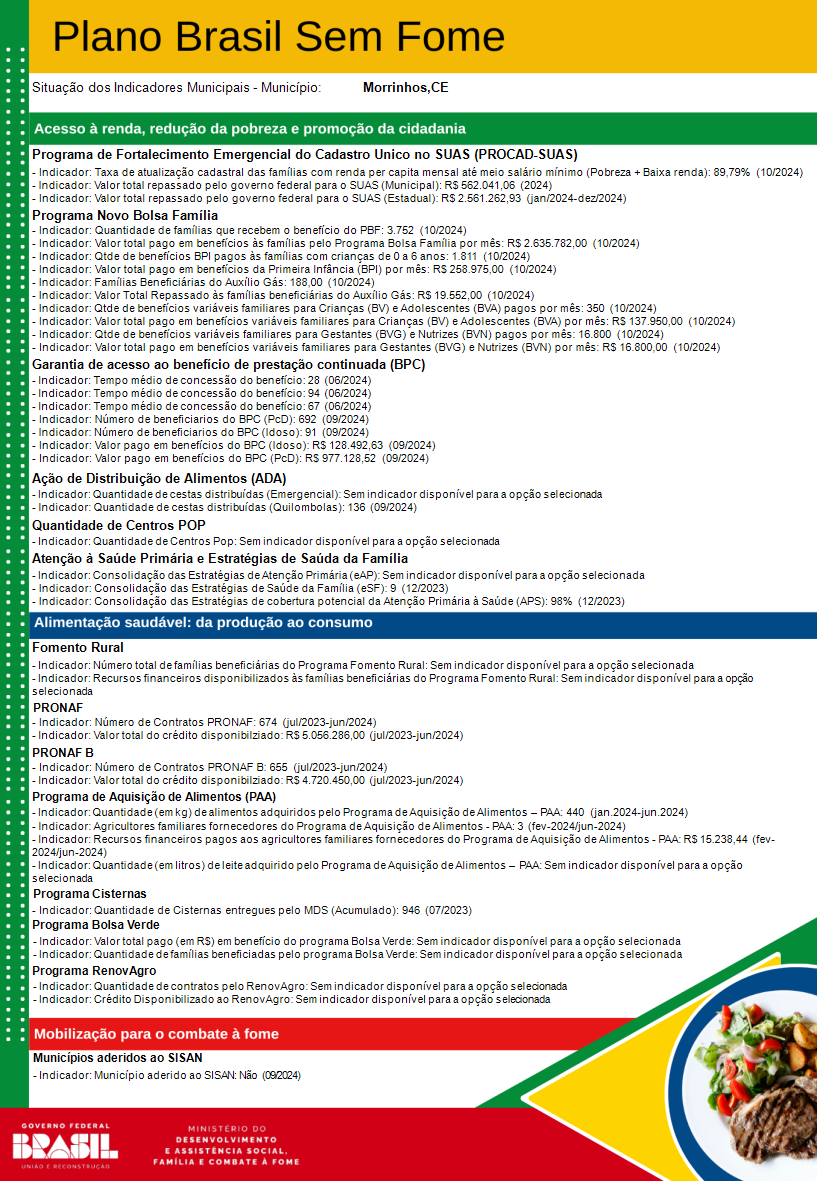 Plano Brasil Sem Fome
Situação dos Indicadores Municipais - Município: Morrinhos,CE
Acesso à renda, redução da pobreza e promoção da cidadania
Programa de Fortalecimento Emergencial do Cadastro Unico no SUAS (PROCAD-SUAS)
- Indicador: Taxa de atualização cadastral das famílias com renda per capita mensal até meio salário mínimo (Pobreza + Baixa renda): 89,79% (10/2024)
- Indicador: Valor total repassado pelo governo federal para o SUAS (Municipal): R$ 562.041,06 (2024)
- Indicador: Valor total repassado pelo governo federal para o SUAS (Estadual): R$ 2.561.262,93 (jan/2024-dez/2024)
Programa Novo Bolsa Família
- Indicador: Quantidade de famílias que recebem o benefício do PBF: 3.752 (10/2024)
- Indicador: Valor total pago em benefícios às famílias pelo Programa Bolsa Família por mês: R$ 2.635.782,00 (10/2024)
- Indicador: Qtde de benefícios BPI pagos às famílias com crianças de 0 a 6 anos: 1.811 (10/2024)
- Indicador: Valor total pago em benefícios da Primeira Infância (BPI) por mês: R$ 258.975,00 (10/2024)
- Indicador: Famílias Beneficiárias do Auxílio Gás: 188,00 (10/2024)
- Indicador: Valor Total Repassado às famílias beneficiárias do Auxílio Gás: R$ 19.552,00 (10/2024)
- Indicador: Qtde de benefícios variáveis familiares para Crianças (BV) e Adolescentes (BVA) pagos por mês: 350 (10/2024)
- Indicador: Valor total pago em benefícios variáveis familiares para Crianças (BV) e Adolescentes (BVA) por mês: R$ 137.950,00 (10/2024)
- Indicador: Qtde de benefícios variáveis familiares para Gestantes (BVG) e Nutrizes (BVN) pagos por mês: 16.800 (10/2024)
- Indicador: Valor total pago em benefícios variáveis familiares para Gestantes (BVG) e Nutrizes (BVN) por mês: R$ 16.800,00 (10/2024)
Garantia de acesso ao benefício de prestação continuada (BPC)
- Indicador: Tempo médio de concessão do benefício: 28 (06/2024)
- Indicador: Tempo médio de concessão do benefício: 94 (06/2024)
- Indicador: Tempo médio de concessão do benefício: 67 (06/2024)
- Indicador: Número de beneficiarios do BPC (PcD): 692 (09/2024)
- Indicador: Número de beneficiarios do BPC (Idoso): 91 (09/2024)
- Indicador: Valor pago em benefícios do BPC (Idoso): R$ 128.492,63 (09/2024)
- Indicador: Valor pago em benefícios do BPC (PcD): R$ 977.128,52 (09/2024)
Ação de Distribuição de Alimentos (ADA)
- Indicador: Quantidade de cestas distribuídas (Emergencial): Sem indicador disponível para a opção selecionada
- Indicador: Quantidade de cestas distribuídas (Quilombolas): 136 (09/2024)
Quantidade de Centros POP
- Indicador: Quantidade de Centros Pop: Sem indicador disponível para a opção selecionada
Atenção à Saúde Primária e Estratégias de Saúda da Família
- Indicador: Consolidação das Estratégias de Atenção Primária (eAP): Sem indicador disponível para a opção selecionada
- Indicador: Consolidação das Estratégias de Saúde da Família (eSF): 9 (12/2023)
- Indicador: Consolidação das Estratégias de cobertura potencial da Atenção Primária à Saúde (APS): 98% (12/2023)
Alimentação saudável: da produção ao consumo
Fomento Rural
- Indicador: Número total de famílias beneficiárias do Programa Fomento Rural: Sem indicador disponível para a opção selecionada
- Indicador: Recursos financeiros disponibilizados às famílias beneficiárias do Programa Fomento Rural: Sem indicador disponível para a opção
selecionada
PRONAF
- Indicador: Número de Contratos PRONAF: 674 (jul/2023-jun/2024)
- Indicador: Valor total do crédito disponibilziado: R$ 5.056.286,00 (jul/2023-jun/2024)
PRONAF B
- Indicador: Número de Contratos PRONAF B: 655 (jul/2023-jun/2024)
- Indicador: Valor total do crédito disponibilziado: R$ 4.720.450,00 (jul/2023-jun/2024)
Programa de Aquisição de Alimentos (PAA)
- Indicador: Quantidade (em kg) de alimentos adquiridos pelo Programa de Aquisição de Alimentos – PAA: 440 (jan.2024-jun.2024)
- Indicador: Agricultores familiares fornecedores do Programa de Aquisição de Alimentos - PAA: 3 (fev-2024/jun-2024)
- Indicador: Recursos financeiros pagos aos agricultores familiares fornecedores do Programa de Aquisição de Alimentos - PAA: R$ 15.238,44 (fev-
2024/jun-2024)
- Indicador: Quantidade (em litros) de leite adquirido pelo Programa de Aquisição de Alimentos – PAA: Sem indicador disponível para a opção
selecionada
Programa Cisternas
- Indicador: Quantidade de Cisternas entregues pelo MDS (Acumulado): 946 (07/2023)
Programa Bolsa Verde
- Indicador: Valor total pago (em R$) em benefício do programa Bolsa Verde: Sem indicador disponível para a opção selecionada
- Indicador: Quantidade de famílias beneficiadas pelo programa Bolsa Verde: Sem indicador disponível para a opção selecionada
Programa RenovAgro
- Indicador: Quantidade de contratos pelo RenovAgro: Sem indicador disponível para a opção selecionada
- Indicador: Crédito Disponibilizado ao RenovAgro: Sem indicador disponível para a opção selecionada
Mobilização para o combate à fome
Municípios aderidos ao SISAN
- Indicador: Município aderido ao SISAN: Não (09/2024)
GOVERNO FEDERAL
BRASIL
UNIÃO E RECONSTRUÇÃO
MINISTÉRIO DO
DESENVOLVIMENTO
E ASSISTÊNCIA SOCIAL,
FAMÍLIA E COMBATE À FOME